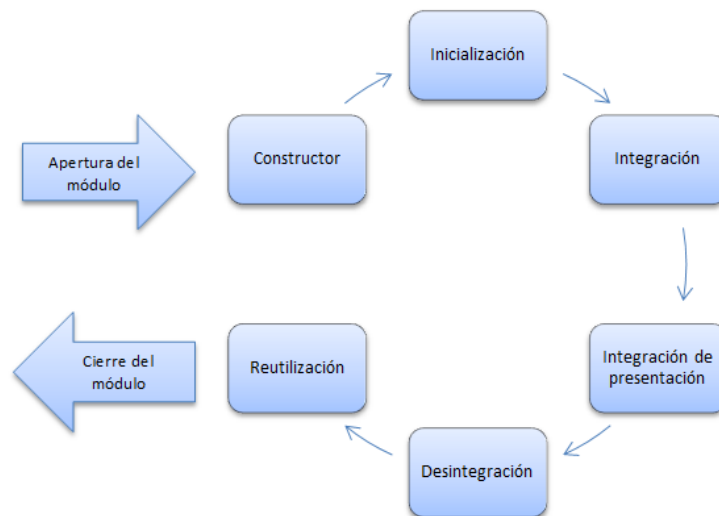 Inicialización
Apertura del
módulo
Constructor
Integración
Cierre del
módulo
Reutilización
Integración de
presentación
Desintegración